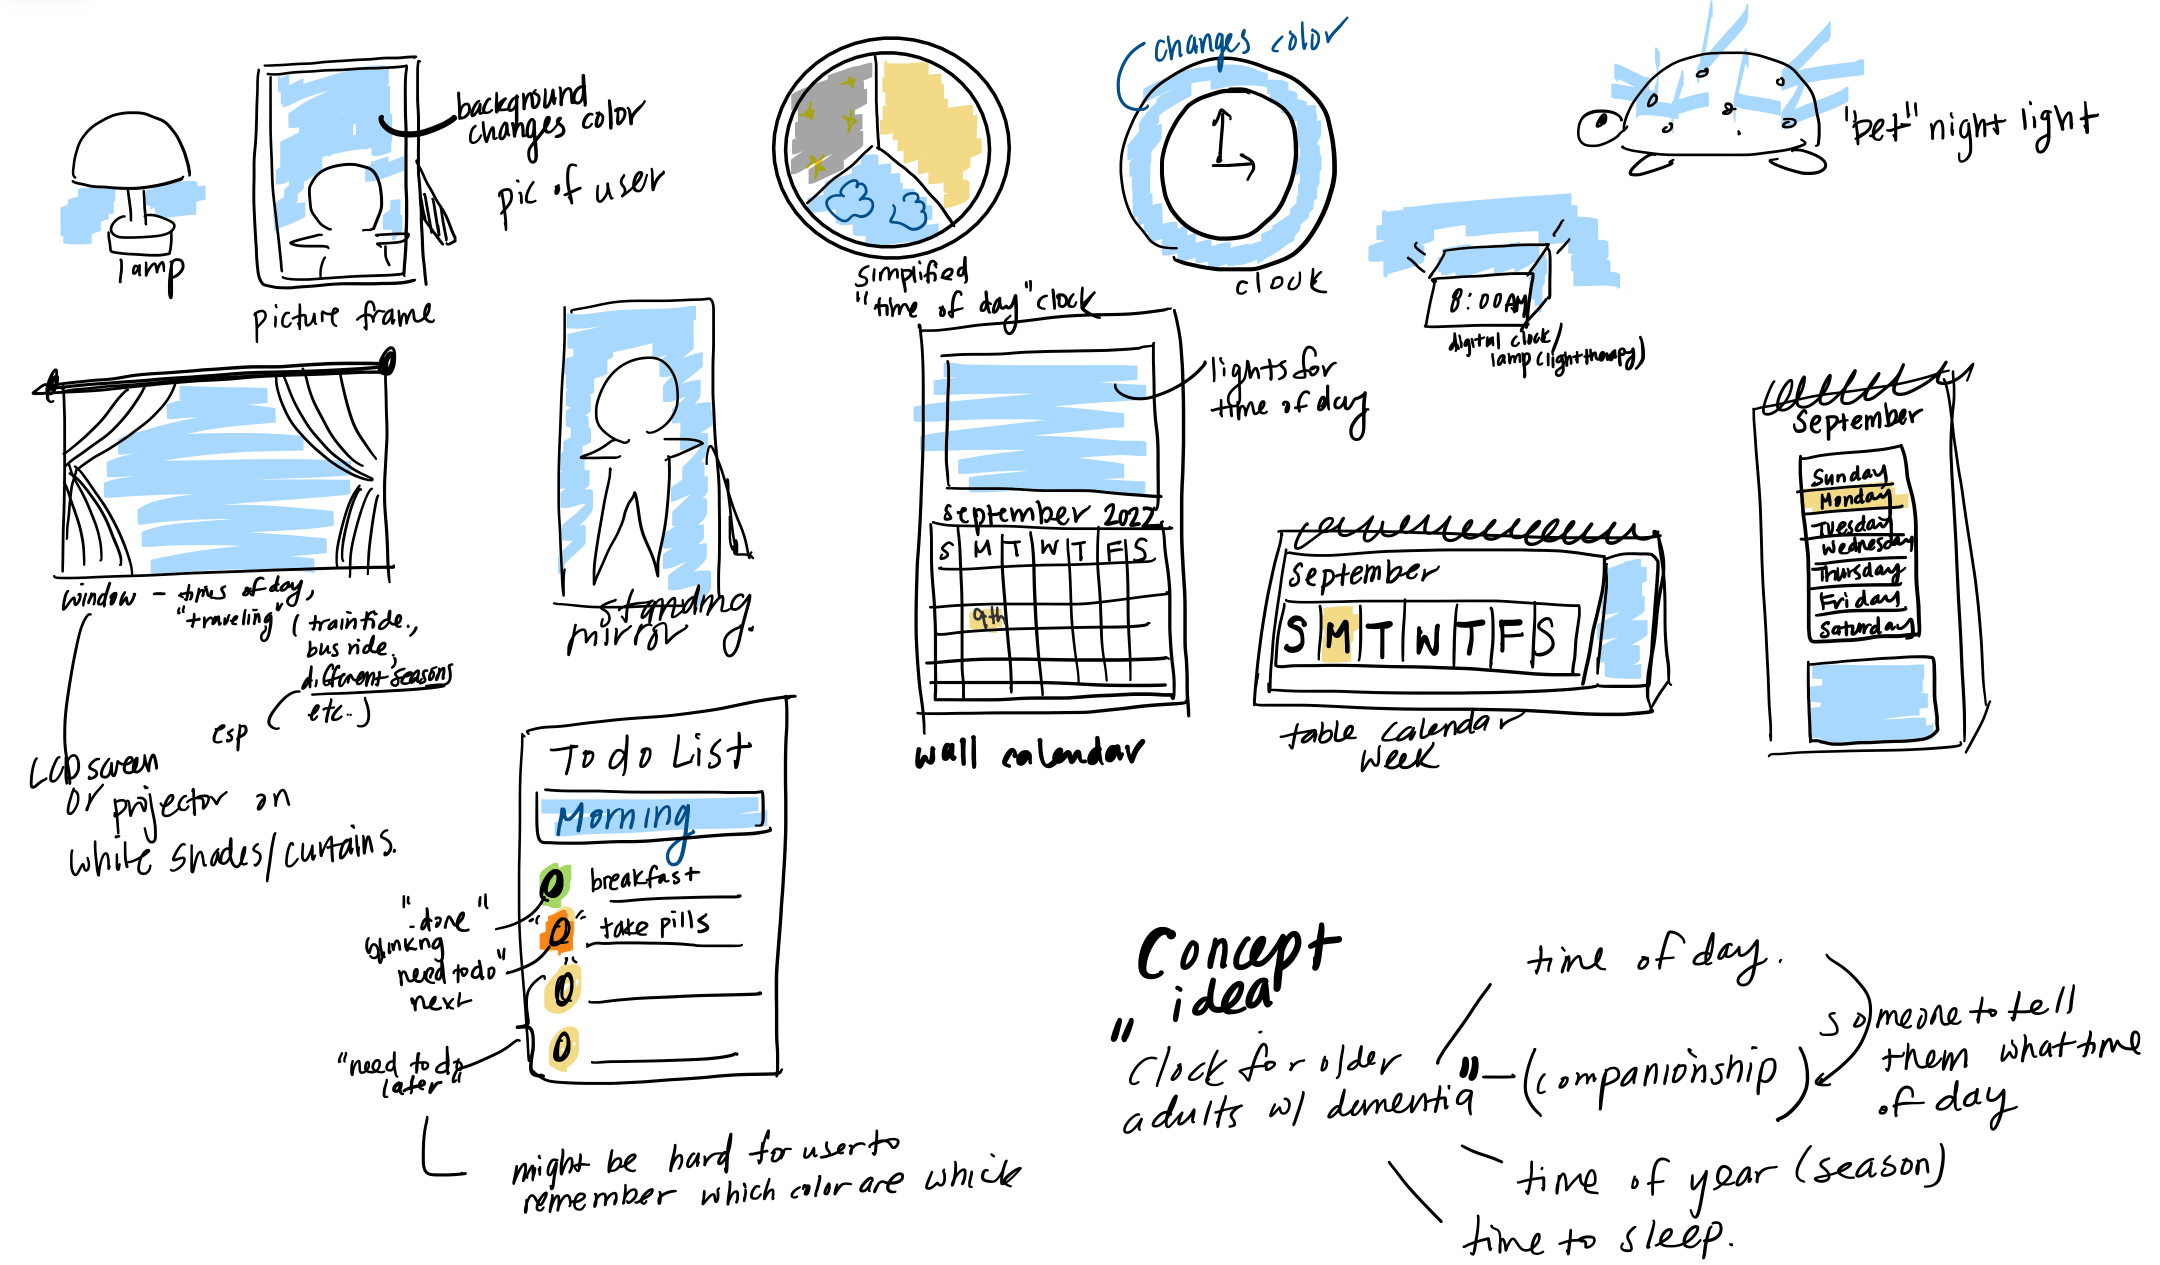 lamp
picture frame
background
changes color
pic of user
simplified
"time of day" clock
changes color
clock
8:00AM
digital clock/
lamp (light therapy)
"pet" night light
window – times of day,
"traveling" (train ride,
bus ride,
different seasons
etc..)
esp
LCD screen
or projector on
white shades/curtains.
standing
mirror
lights for
time of day
September 2022
S M T W T F S
9th
wall calendar
September
S M T W T F S
table calendar
week
September
Sunday
Monday
Tuesday
Wednesday
Thursday
Friday
Saturday
To do List
Morning
breakfast
take pills
"done"
blinking
need to do"
next
"need to do
later"
might be hard for user to
remember which color are which
Concept
idea
"clock for older
adults w/ dementia"
time of day.
(companionship)
someone to tell
them what time
of day
time of year (season)
time to sleep.